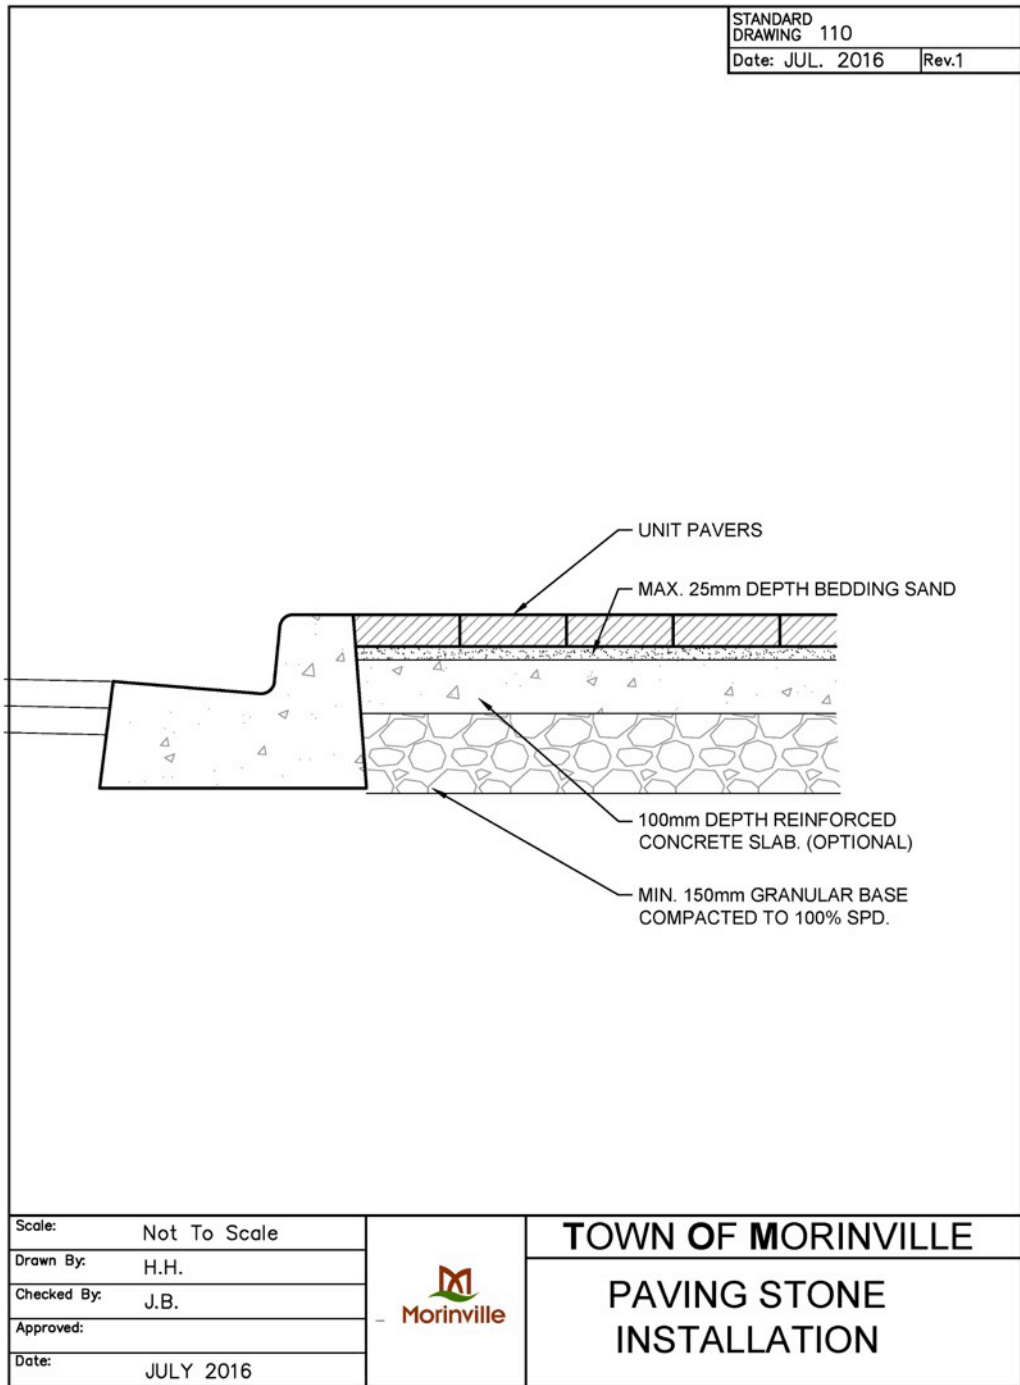 STANDARD
DRAWING 110
Date: JUL. 2016 Rev.1
UNIT PAVERS
MAX. 25mm DEPTH BEDDING SAND
100mm DEPTH REINFORCED
CONCRETE SLAB. (OPTIONAL)
MIN. 150mm GRANULAR BASE
COMPACTED TO 100% SPD.
Scale: Not To Scale
Drawn By: H.H.
Checked By: J.B.
Approved:
Date: JULY 2016
Morinville
TOWN OF MORINVILLE
PAVING STONE
INSTALLATION